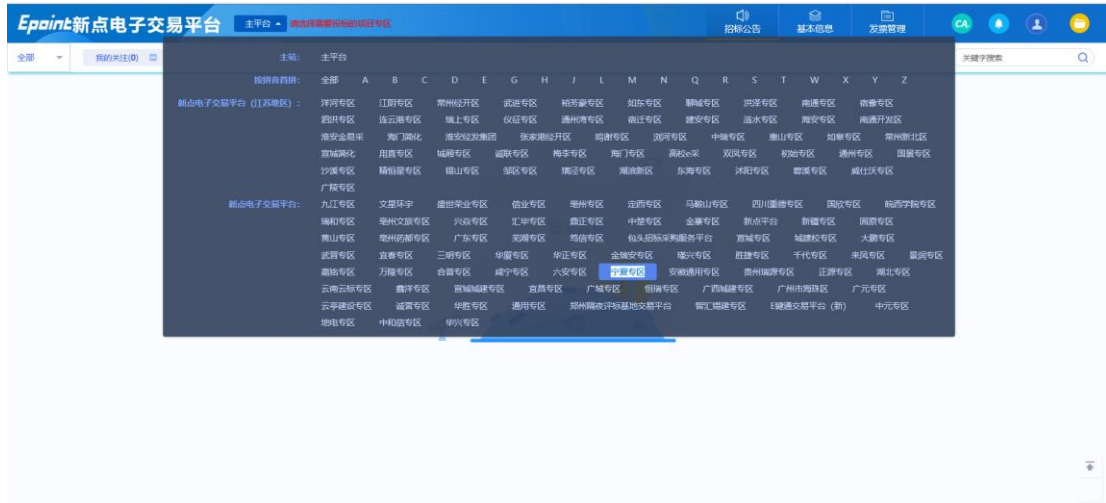 Epoint新点电子交易平台 主平台 请选择需要投标的项目专区 招标公告 基本信息 发票管理 CA
全部 我的关注(0) 关键字搜索
主站: 主平台
按拼音首拼: 全部 A B C D E G H J L M N Q R S T W X Y Z
新点电子交易平台 (江苏地区) : 洋河专区 江阴专区 常州经开区 武进专区 裕芳豪专区 如东专区 聊城专区 洪泽专区 南通专区 宿豫专区
泗洪专区 连云港专区 瑞上专区 仪征专区 通州湾专区 宿迁专区 建安专区 涟水专区 海安专区 南通开发区
淮安金易采 海门简化 淮安经发集团 张家港经开区 鸣谢专区 浏河专区 中瑞专区 惠山专区 如皋专区 常州新北区
宣城简化 用直专区 城厢专区 诚联专区 梅李专区 海门专区 高校e采 双凤专区 初始专区 通州专区 国曼专区
沙溪专区 精恒星专区 锡山专区 邹区专区 璜泾专区 湖滨新区 东海专区 沭阳专区 碧溪专区 威仕沃专区
广陵专区
新点电子交易平台: 九江专区 文星环宇 盛世荣业专区 信业专区 亳州专区 定西专区 马鞍山专区 四川重德专区 国欣专区 皖西学院专区
瑞和专区 亳州文旅专区 兴焱专区 汇华专区 鼎正专区 中楚专区 金寨专区 新点平台 新疆专区 固原专区
黄山专区 亳州药都专区 广东专区 芜湖专区 笃信专区 包头招标采购服务平台 宣城专区 城建校专区 大鹏专区
武晋专区 宜春专区 三明专区 华厦专区 华正专区 金瑞安专区 瑾兴专区 胜捷专区 千代专区 来凤专区 晨润专区
嘉铭专区 万隆专区 合普专区 咸宁专区 六安专区 宁夏专区 安徽通用专区 贵州瑞源专区 正源专区 湖北专区
云南云标专区 鑫洋专区 宣城城建专区 宜昌专区 广城专区 恒瑞专区 广西城建专区 广州市海珠区 广元专区
云亭建设专区 诚富专区 华胜专区 通用专区 郑州隔夜评标基地交易平台 智汇城建专区 E建通交易平台 (新) 中元专区
地电专区 中和信专区 华兴专区